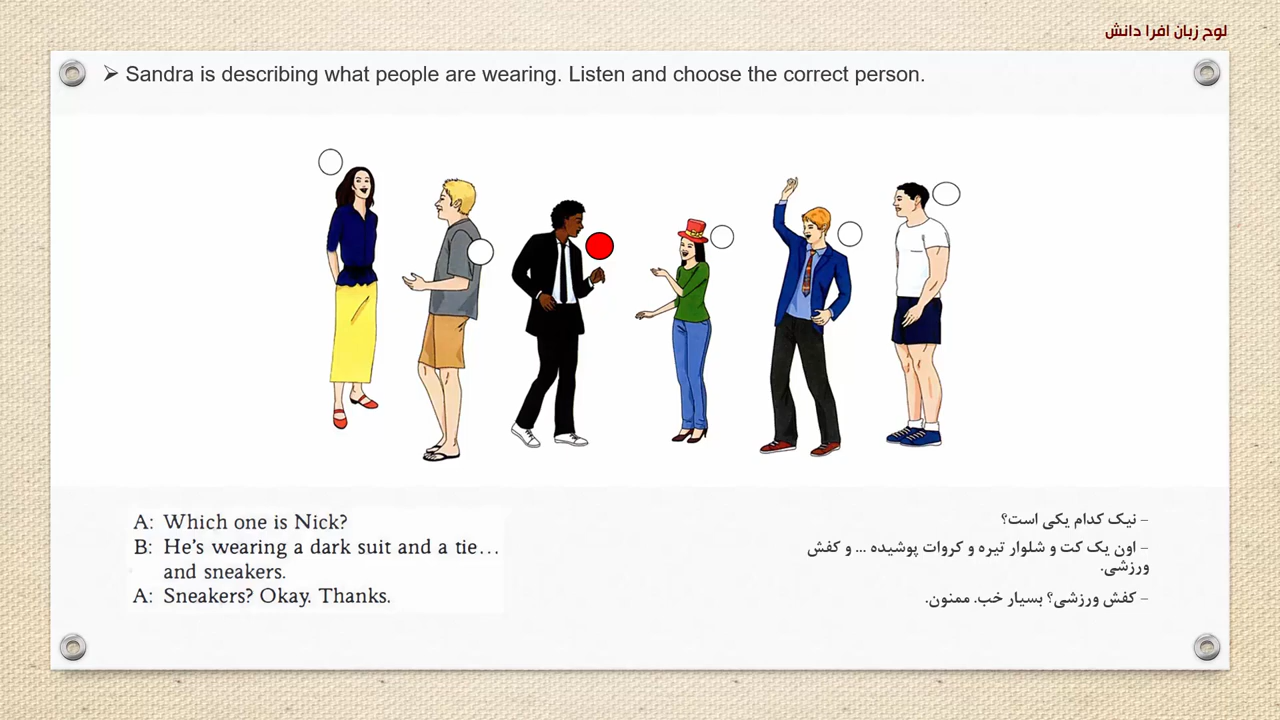 لوح زبان افرا دانش
➢ Sandra is describing what people are wearing. Listen and choose the correct person.
A: Which one is Nick?
B: He's wearing a dark suit and a tie…
and sneakers.
A: Sneakers? Okay. Thanks.
– نیک کدام یکی است؟
– اون یک کت و شلوار تیره و کروات پوشیده ... و کفش
ورزشی.
– کفش ورزشی؟ بسیار خب. ممنون.